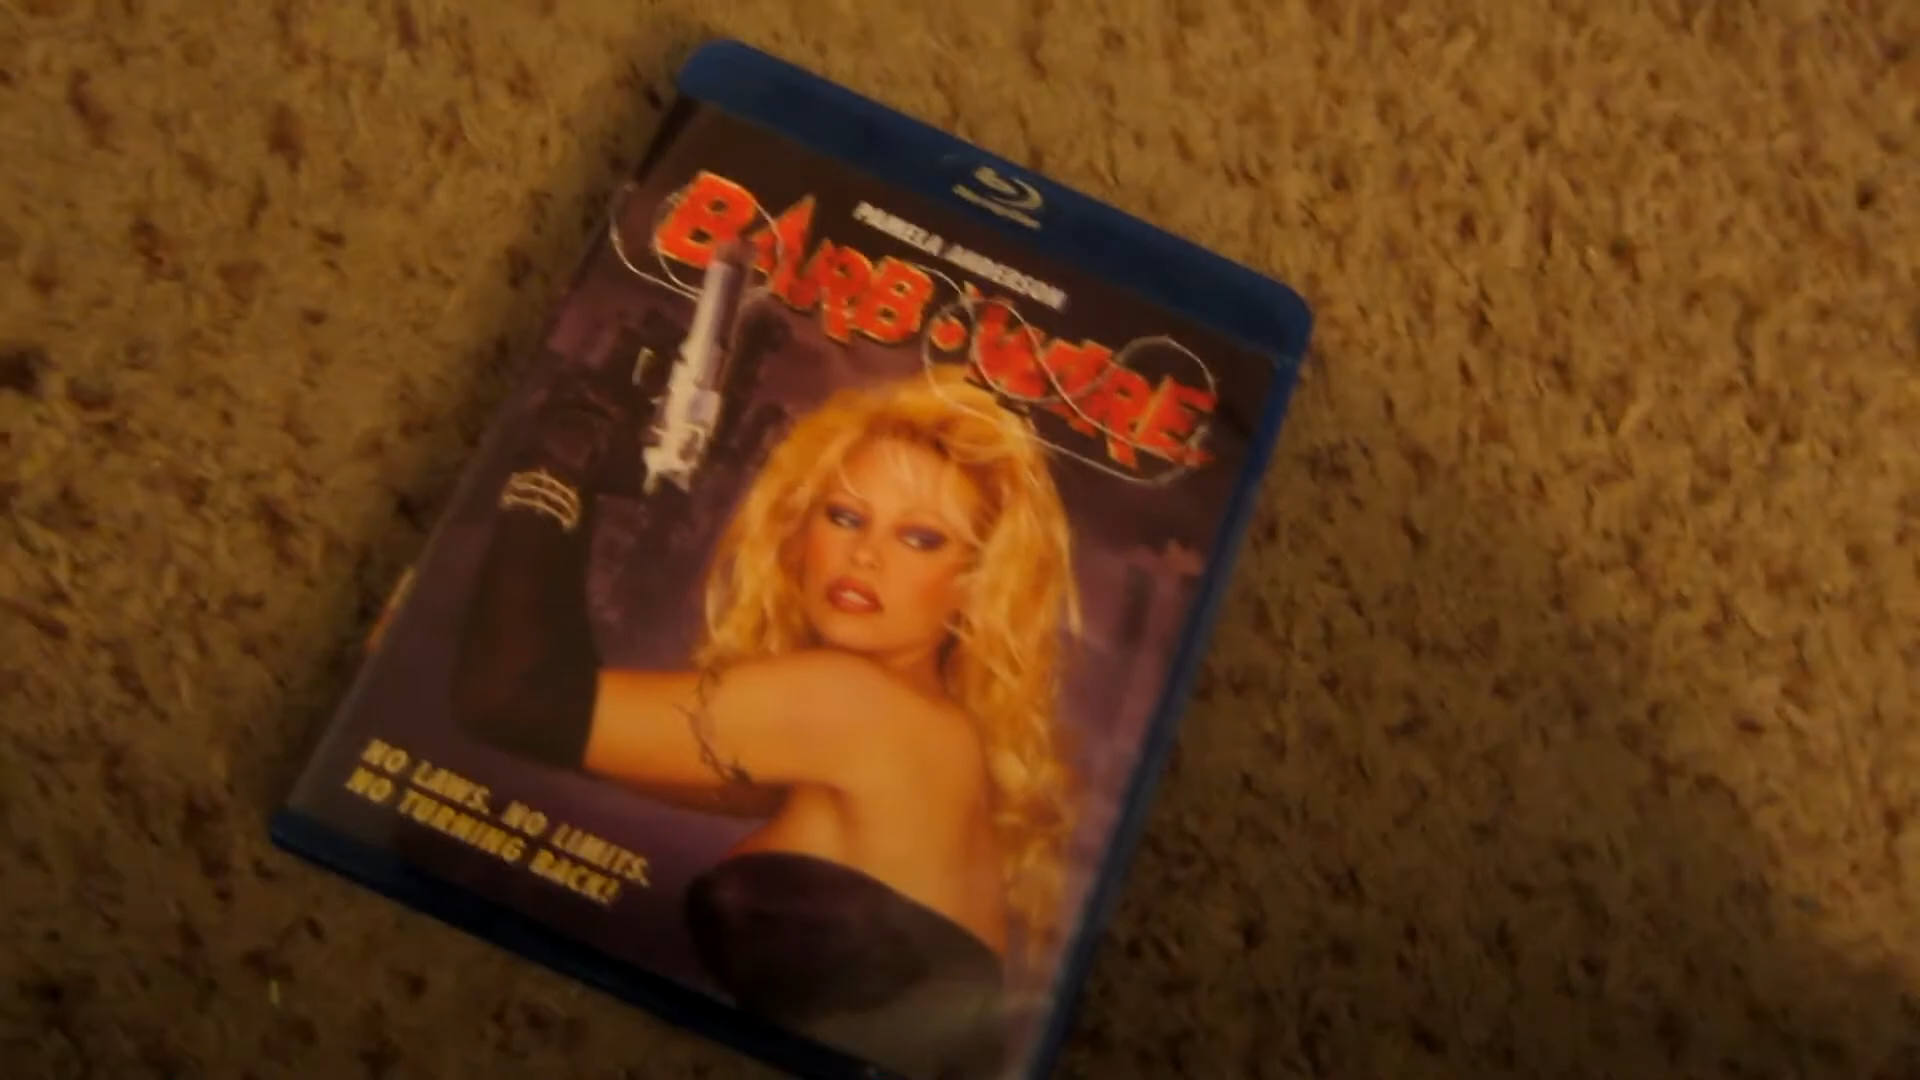 PAMELA ANDERSON
BARB WIRE
NO LAWS. NO LIMITS.
NO TURNING BACK!